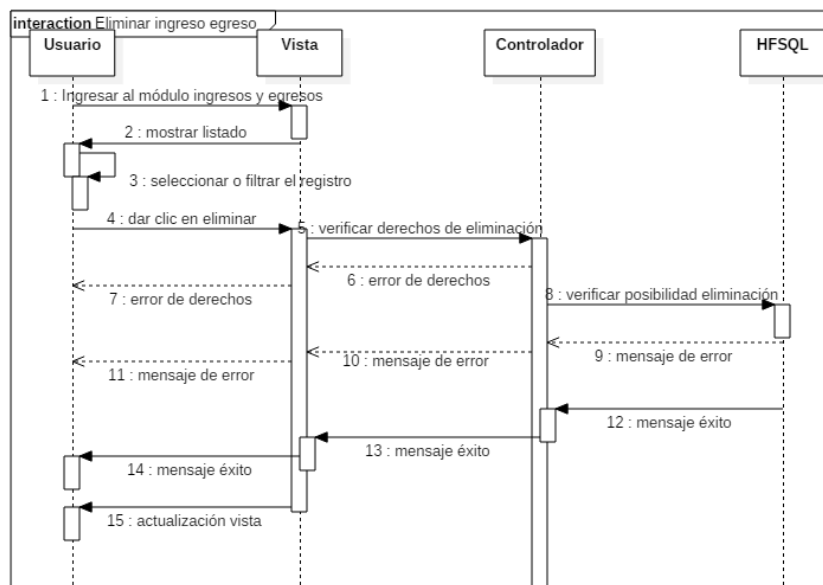 interaction Eliminar ingreso egreso
Usuario
Vista
Controlador
HFSQL
1 : Ingresar al módulo ingresos y egresos
2 : mostrar listado
3 : seleccionar o filtrar el registro
4 : dar clic en eliminar
5 : verificar derechos de eliminación
6 : error de derechos
7 : error de derechos
8 : verificar posibilidad eliminación
9 : mensaje de error
10 : mensaje de error
11 : mensaje de error
12 : mensaje éxito
13 : mensaje éxito
14 : mensaje éxito
15 : actualización vista